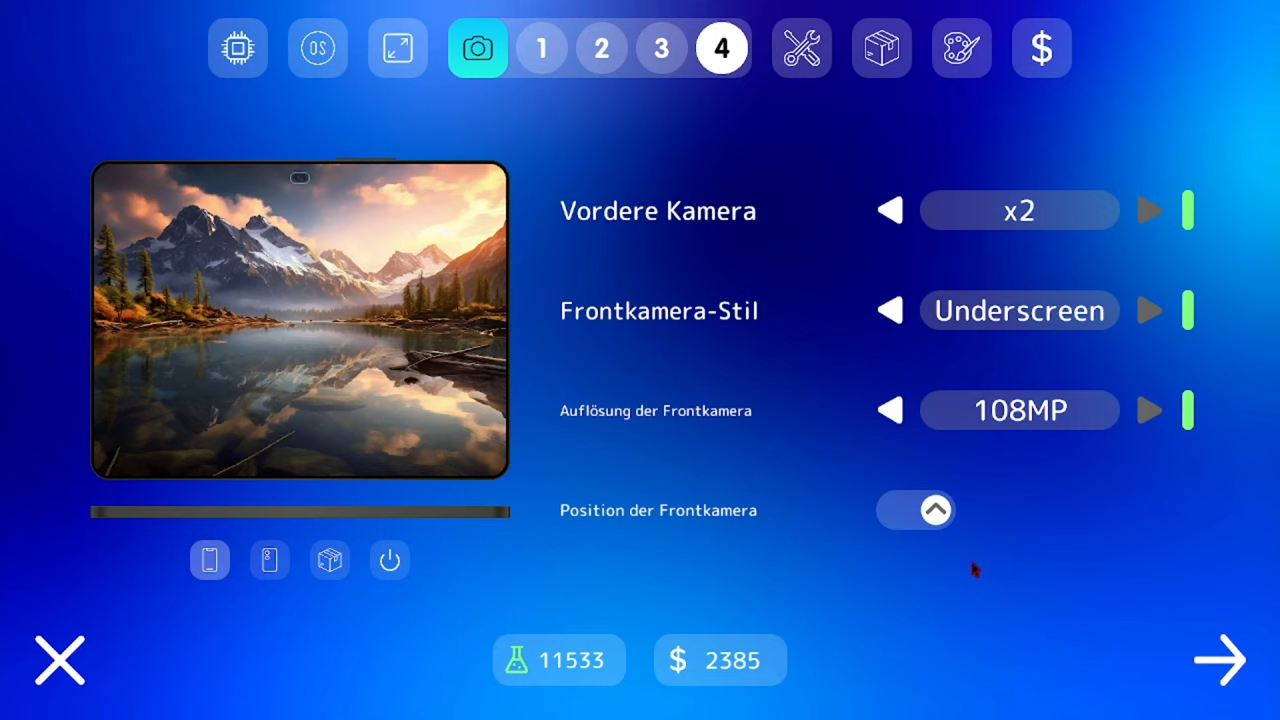 OS 1 2 3 4 $
Vordere Kamera x2
Frontkamera-Stil Underscreen
Auflösung der Frontkamera 108MP
Position der Frontkamera
11533 $ 2385